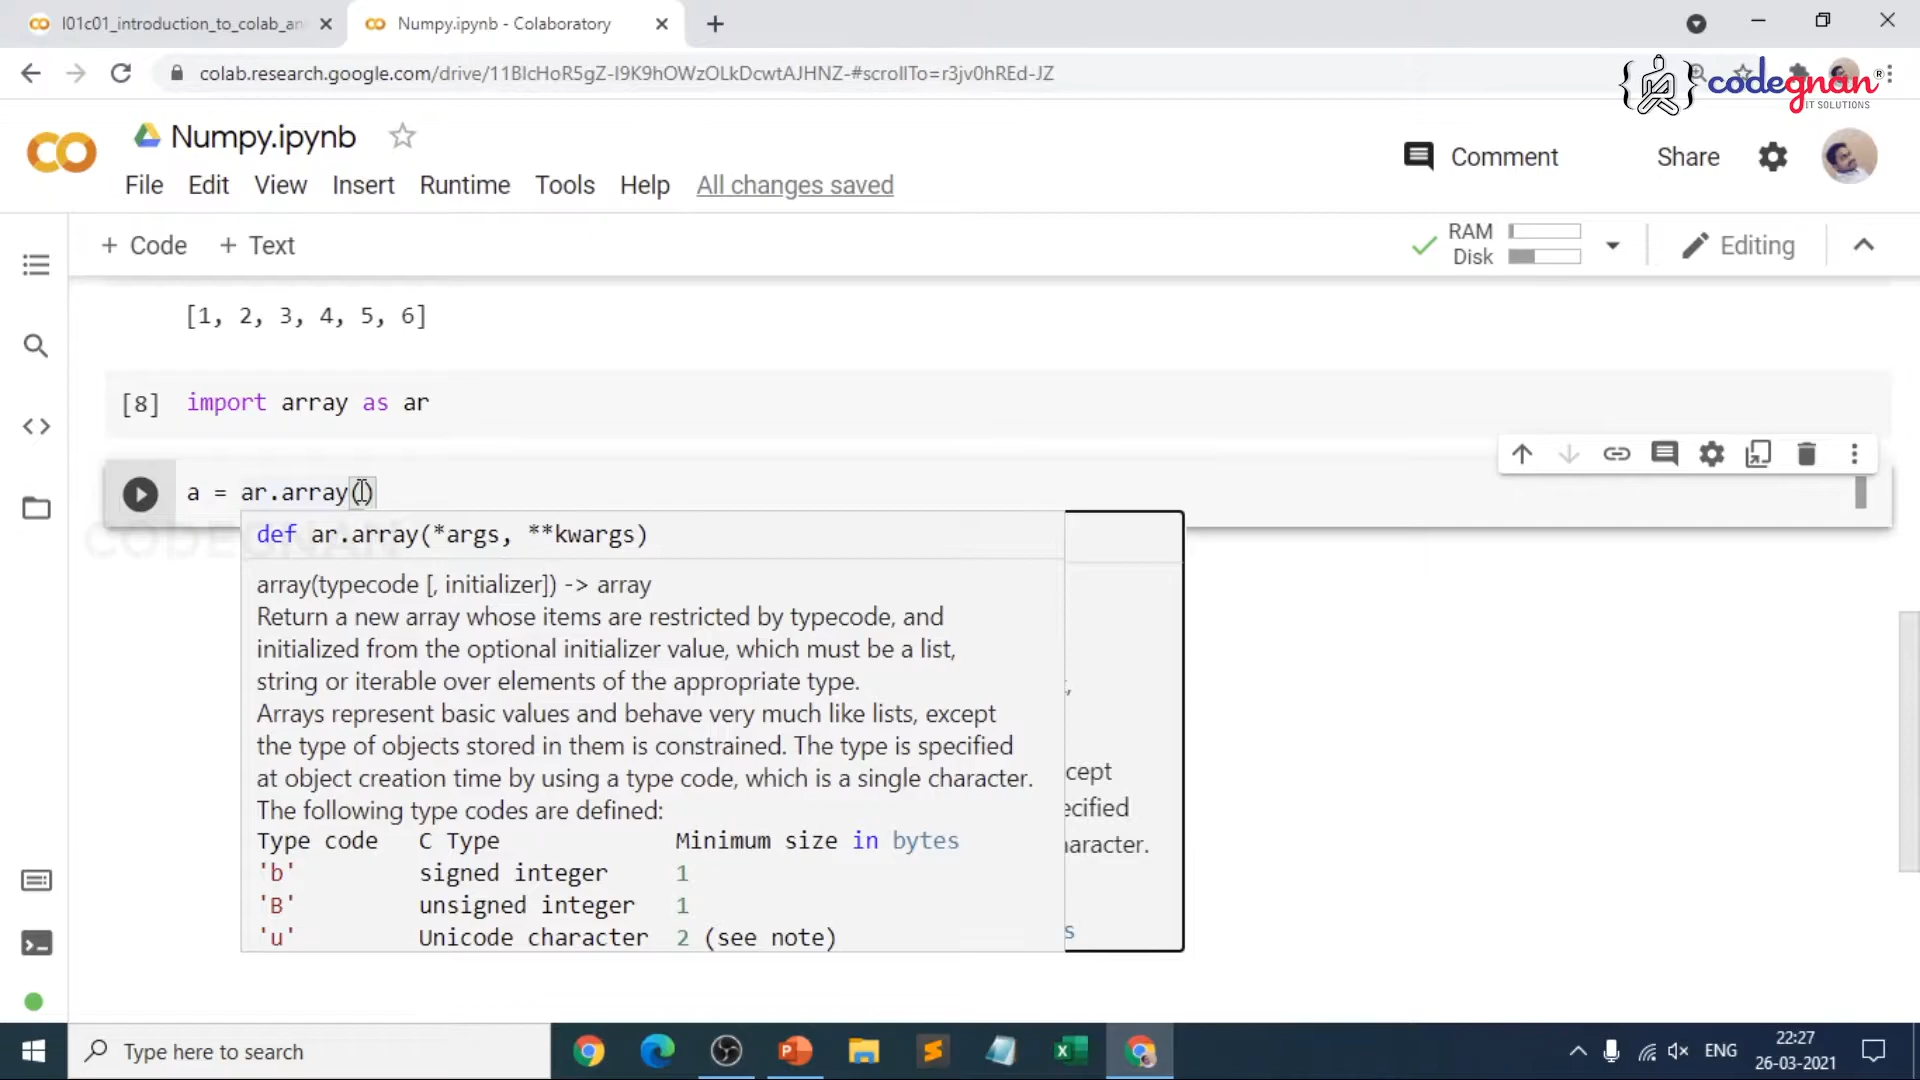 l01c01_introduction_to_colab_an
Numpy.ipynb - Colaboratory
colab.research.google.com/drive/11BlcHoR5gZ-I9K9hOWzOLkDcwtAJHNZ-#scrollTo=r3jv0hREd-JZ
codegnan®
IT SOLUTIONS
Numpy.ipynb
Comment
Share
File Edit View Insert Runtime Tools Help All changes saved
+ Code + Text
RAM
Disk
Editing
[1, 2, 3, 4, 5, 6]
[8] import array as ar
a = ar.array()
CODEGNAN
def ar.array(*args, **kwargs)
array(typecode [, initializer]) -> array
Return a new array whose items are restricted by typecode, and
initialized from the optional initializer value, which must be a list,
string or iterable over elements of the appropriate type.
Arrays represent basic values and behave very much like lists, except
the type of objects stored in them is constrained. The type is specified
at object creation time by using a type code, which is a single character.
The following type codes are defined:
Type code C Type Minimum size in bytes
'b' signed integer 1
'B' unsigned integer 1
'u' Unicode character 2 (see note)
cept
ecified
aracter.
s
Type here to search
ENG
22:27
26-03-2021